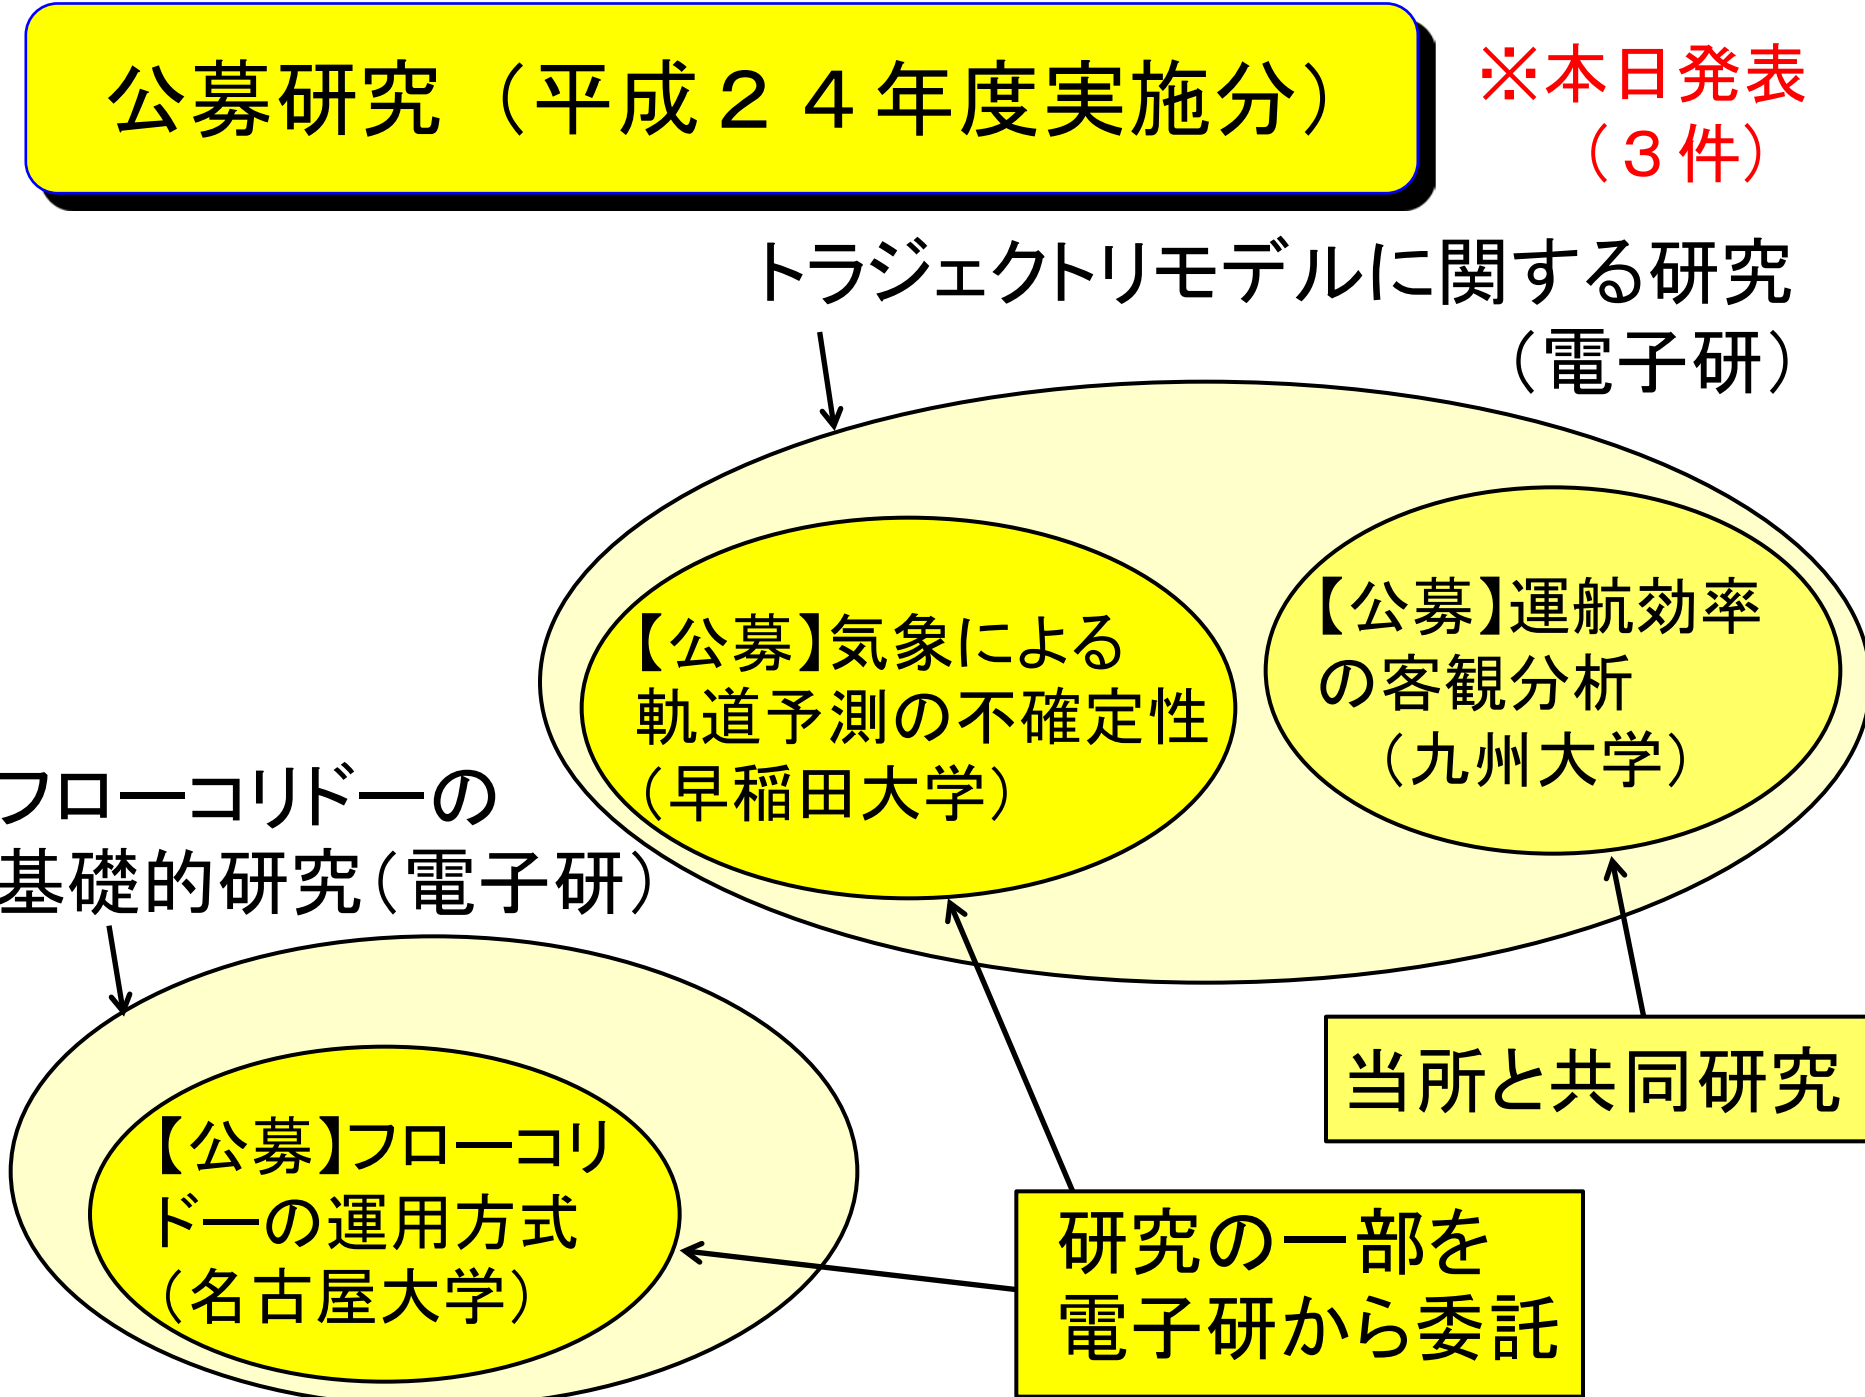 公募研究（平成２４年度実施分）
※本日発表
（３件）
トラジェクトリモデルに関する研究
（電子研）
【公募】気象による
軌道予測の不確定性
（早稲田大学）
【公募】運航効率
の客観分析
（九州大学）
フローコリドーの
基礎的研究（電子研）
【公募】フローコリ
ドーの運用方式
（名古屋大学）
当所と共同研究
研究の一部を
電子研から委託